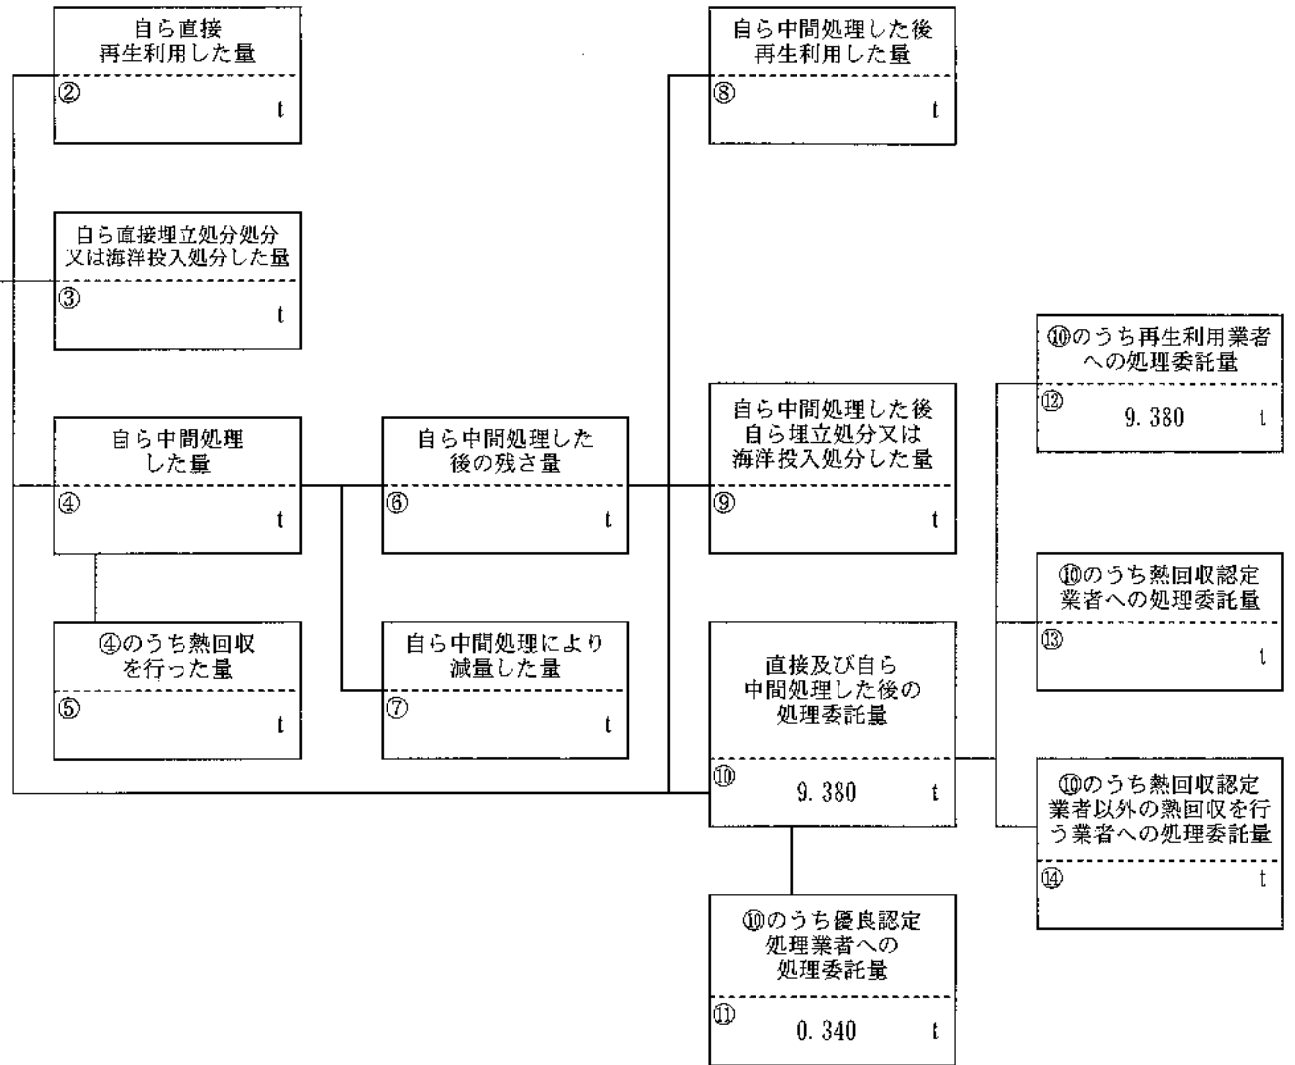 自ら直接
再生利用した量
②
t
自ら中間処理した後
再生利用した量
⑧
t
自ら直接埋立処分処分
又は海洋投入処分した量
③
t
⑩のうち再生利用業者
への処理委託量
⑫
9.380 t
自ら中間処理
した量
④
t
自ら中間処理した
後の残さ量
⑥
t
自ら中間処理した後
自ら埋立処分又は
海洋投入処分した量
⑨
t
⑩のうち熱回収認定
業者への処理委託量
⑬
t
④のうち熱回収
を行った量
⑤
t
自ら中間処理により
減量した量
⑦
t
直接及び自ら
中間処理した後の
処理委託量
⑩
9.380 t
⑩のうち熱回収認定
業者以外の熱回収を行
う業者への処理委託量
⑭
t
⑩のうち優良認定
処理業者への
処理委託量
⑪
0.340 t